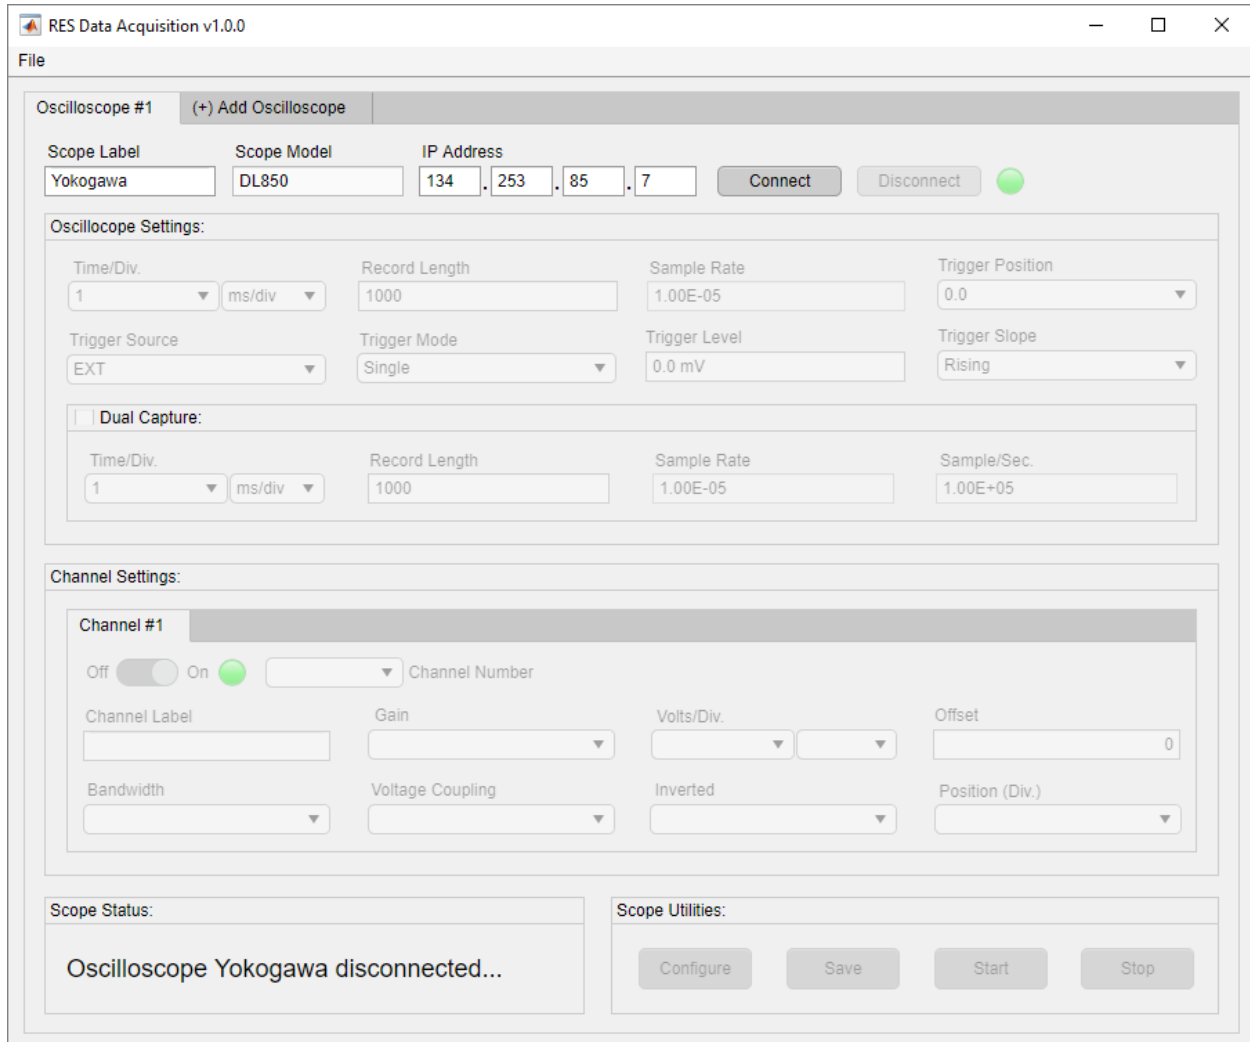 RES Data Acquisition v1.0.0
File
Oscilloscope #1 (+) Add Oscilloscope
Scope Label Scope Model IP Address
Yokogawa DL850 134 . 253 . 85 . 7 Connect Disconnect
Oscillocope Settings:
Time/Div. Record Length Sample Rate Trigger Position
1 ms/div 1000 1.00E-05 0.0
Trigger Source Trigger Mode Trigger Level Trigger Slope
EXT Single 0.0 mV Rising
Dual Capture:
Time/Div. Record Length Sample Rate Sample/Sec.
1 ms/div 1000 1.00E-05 1.00E+05
Channel Settings:
Channel #1
Off On Channel Number
Channel Label Gain Volts/Div. Offset
0
Bandwidth Voltage Coupling Inverted Position (Div.)
Scope Status: Scope Utilities:
Oscilloscope Yokogawa disconnected... Configure Save Start Stop